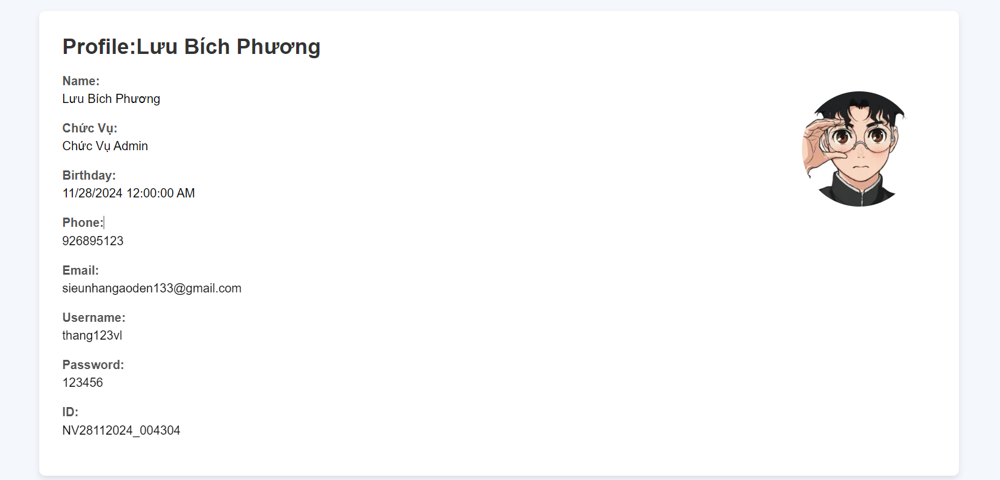 Profile:Lưu Bích Phương
Name:
Lưu Bích Phương
Chức Vụ:
Chức Vụ Admin
Birthday:
11/28/2024 12:00:00 AM
Phone:
926895123
Email:
sieunhangaoden133@gmail.com
Username:
thang123vl
Password:
123456
ID:
NV28112024_004304